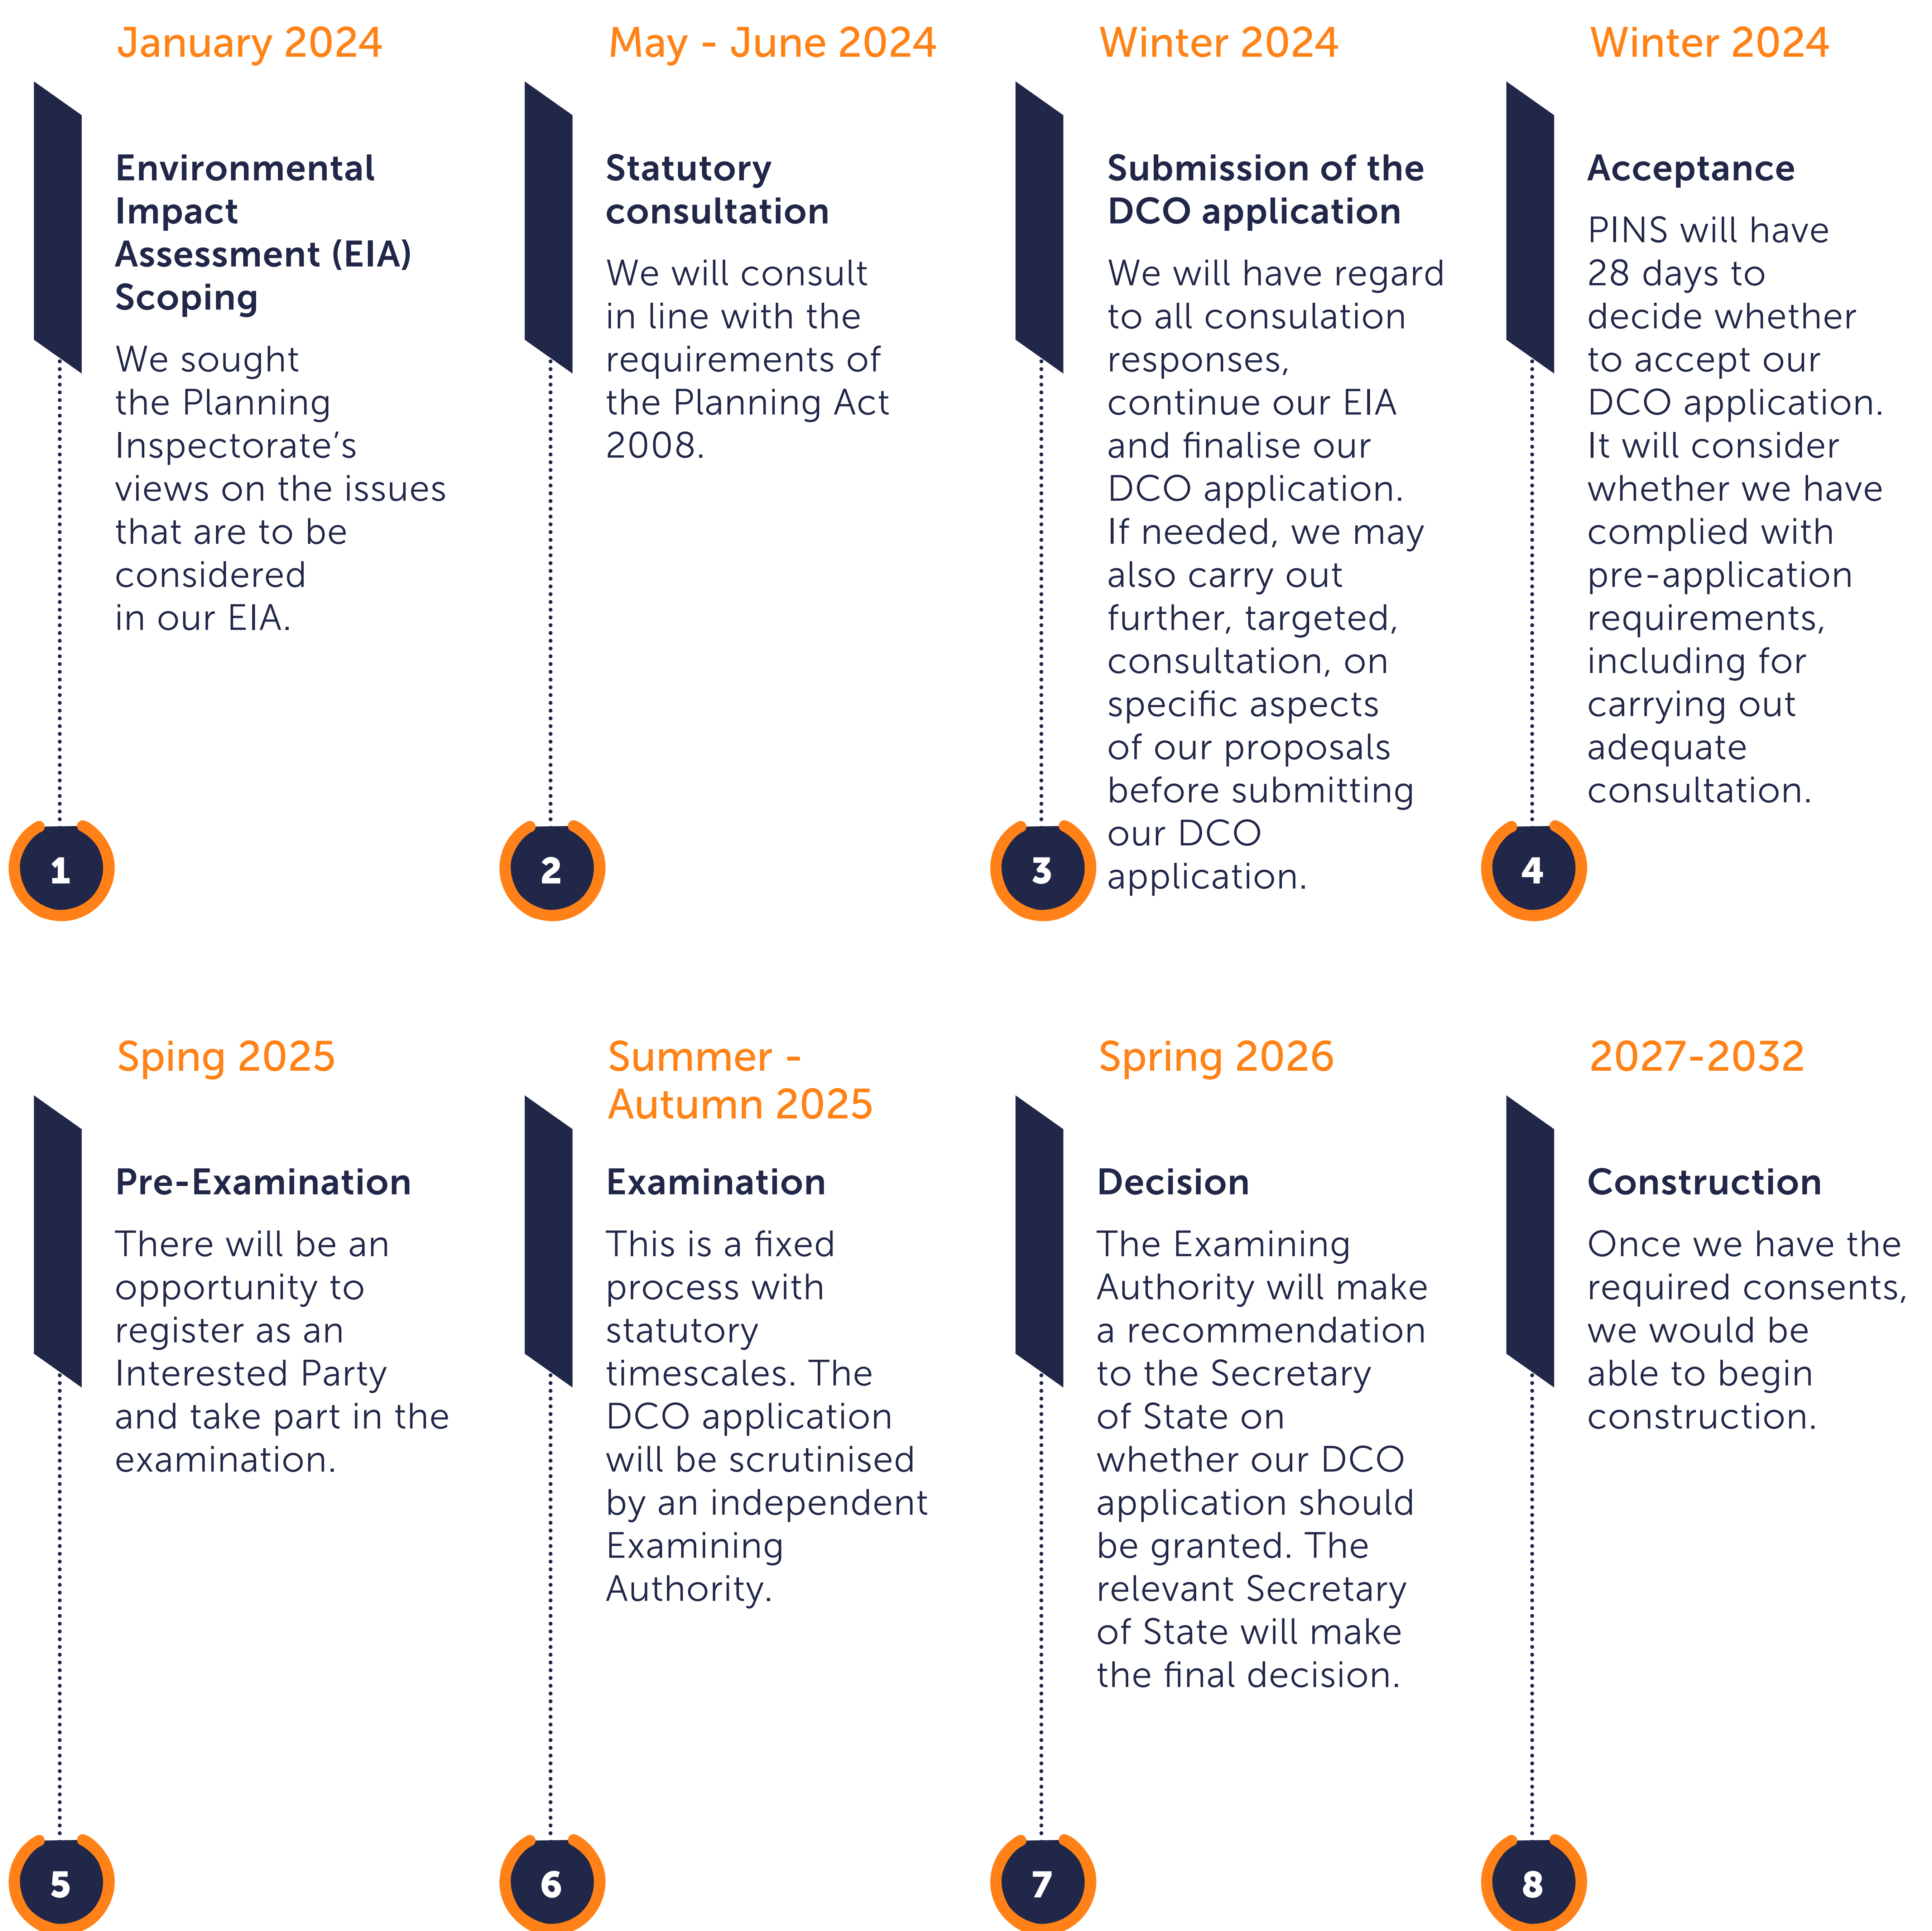 January 2024
Environmental
Impact
Assessment (EIA)
Scoping
We sought
the Planning
Inspectorate’s
views on the issues
that are to be
considered
in our EIA.
1
May - June 2024
Statutory
consultation
We will consult
in line with the
requirements of
the Planning Act
2008.
2
Winter 2024
Submission of the
DCO application
We will have regard
to all consulation
responses,
continue our EIA
and finalise our
DCO application.
If needed, we may
also carry out
further, targeted,
consultation, on
specific aspects
of our proposals
before submitting
our DCO
application.
3
Winter 2024
Acceptance
PINS will have
28 days to
decide whether
to accept our
DCO application.
It will consider
whether we have
complied with
pre-application
requirements,
including for
carrying out
adequate
consultation.
4
Sping 2025
Pre-Examination
There will be an
opportunity to
register as an
Interested Party
and take part in the
examination.
5
Summer -
Autumn 2025
Examination
This is a fixed
process with
statutory
timescales. The
DCO application
will be scrutinised
by an independent
Examining
Authority.
6
Spring 2026
Decision
The Examining
Authority will make
a recommendation
to the Secretary
of State on
whether our DCO
application should
be granted. The
relevant Secretary
of State will make
the final decision.
7
2027-2032
Construction
Once we have the
required consents,
we would be
able to begin
construction.
8